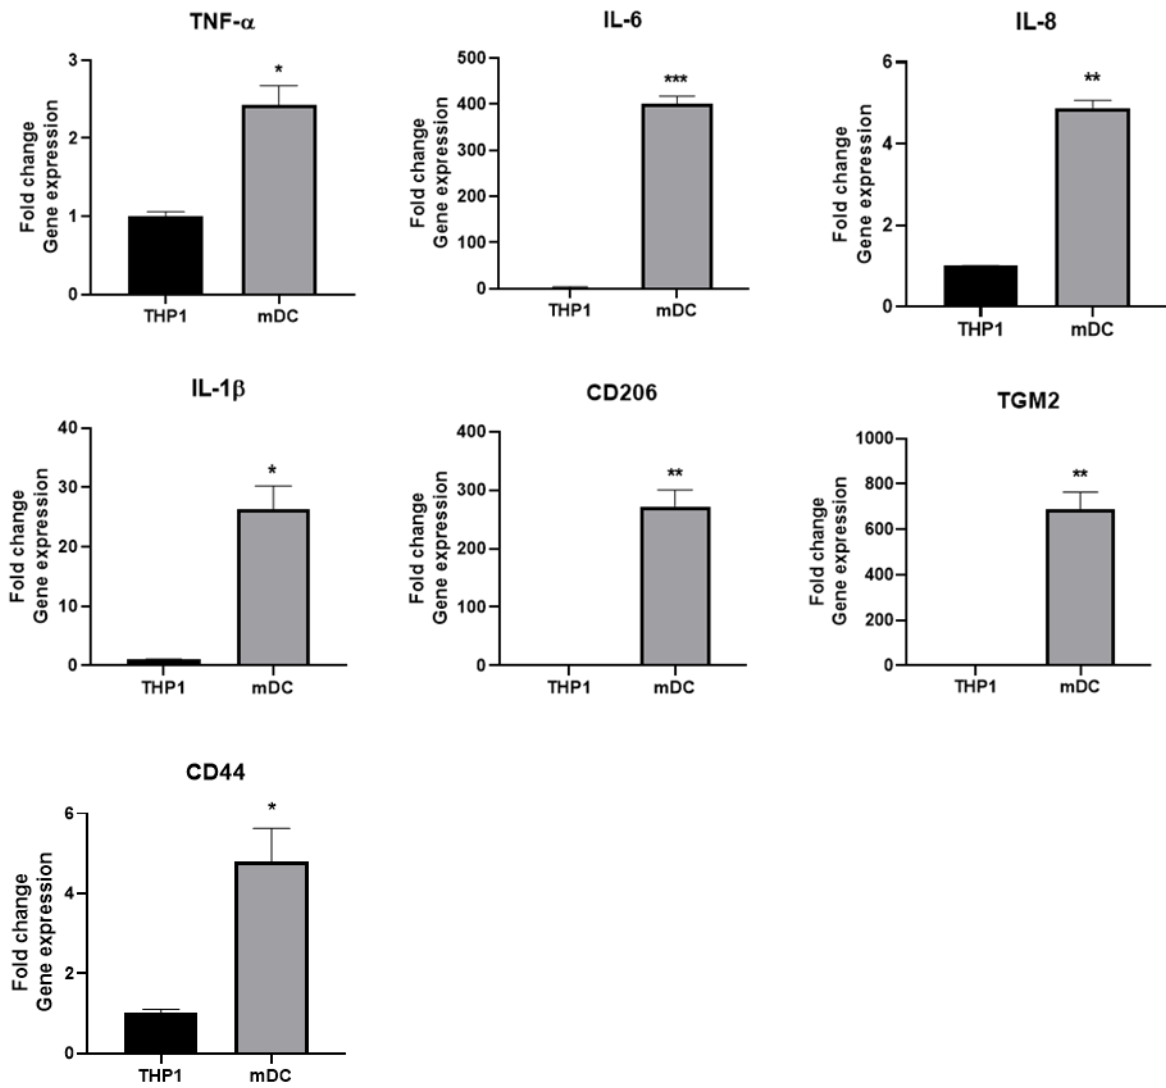 TNF-α
Fold change
Gene expression
3
2
1
0
*
THP1
mDC
IL-6
Fold change
Gene expression
500
400
300
200
100
0
***
THP1
mDC
IL-8
Fold change
Gene expression
6
4
2
0
**
THP1
mDC
IL-1β
Fold change
Gene expression
40
30
20
10
0
*
THP1
mDC
CD206
Fold change
Gene expression
400
300
200
100
0
**
THP1
mDC
TGM2
Fold change
Gene expression
1000
800
600
400
200
0
**
THP1
mDC
CD44
Fold change
Gene expression
6
4
2
0
*
THP1
mDC